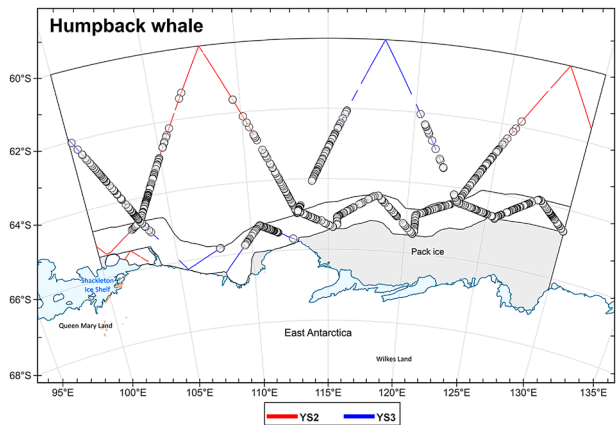 Humpback whale
60°S
62°S
64°S
66°S
68°S
Pack ice
Shackleton
Ice Shelf
Queen Mary Land
East Antarctica
Wilkes Land
95°E
100°E
105°E
110°E
115°E
120°E
125°E
130°E
135°E
YS2
YS3